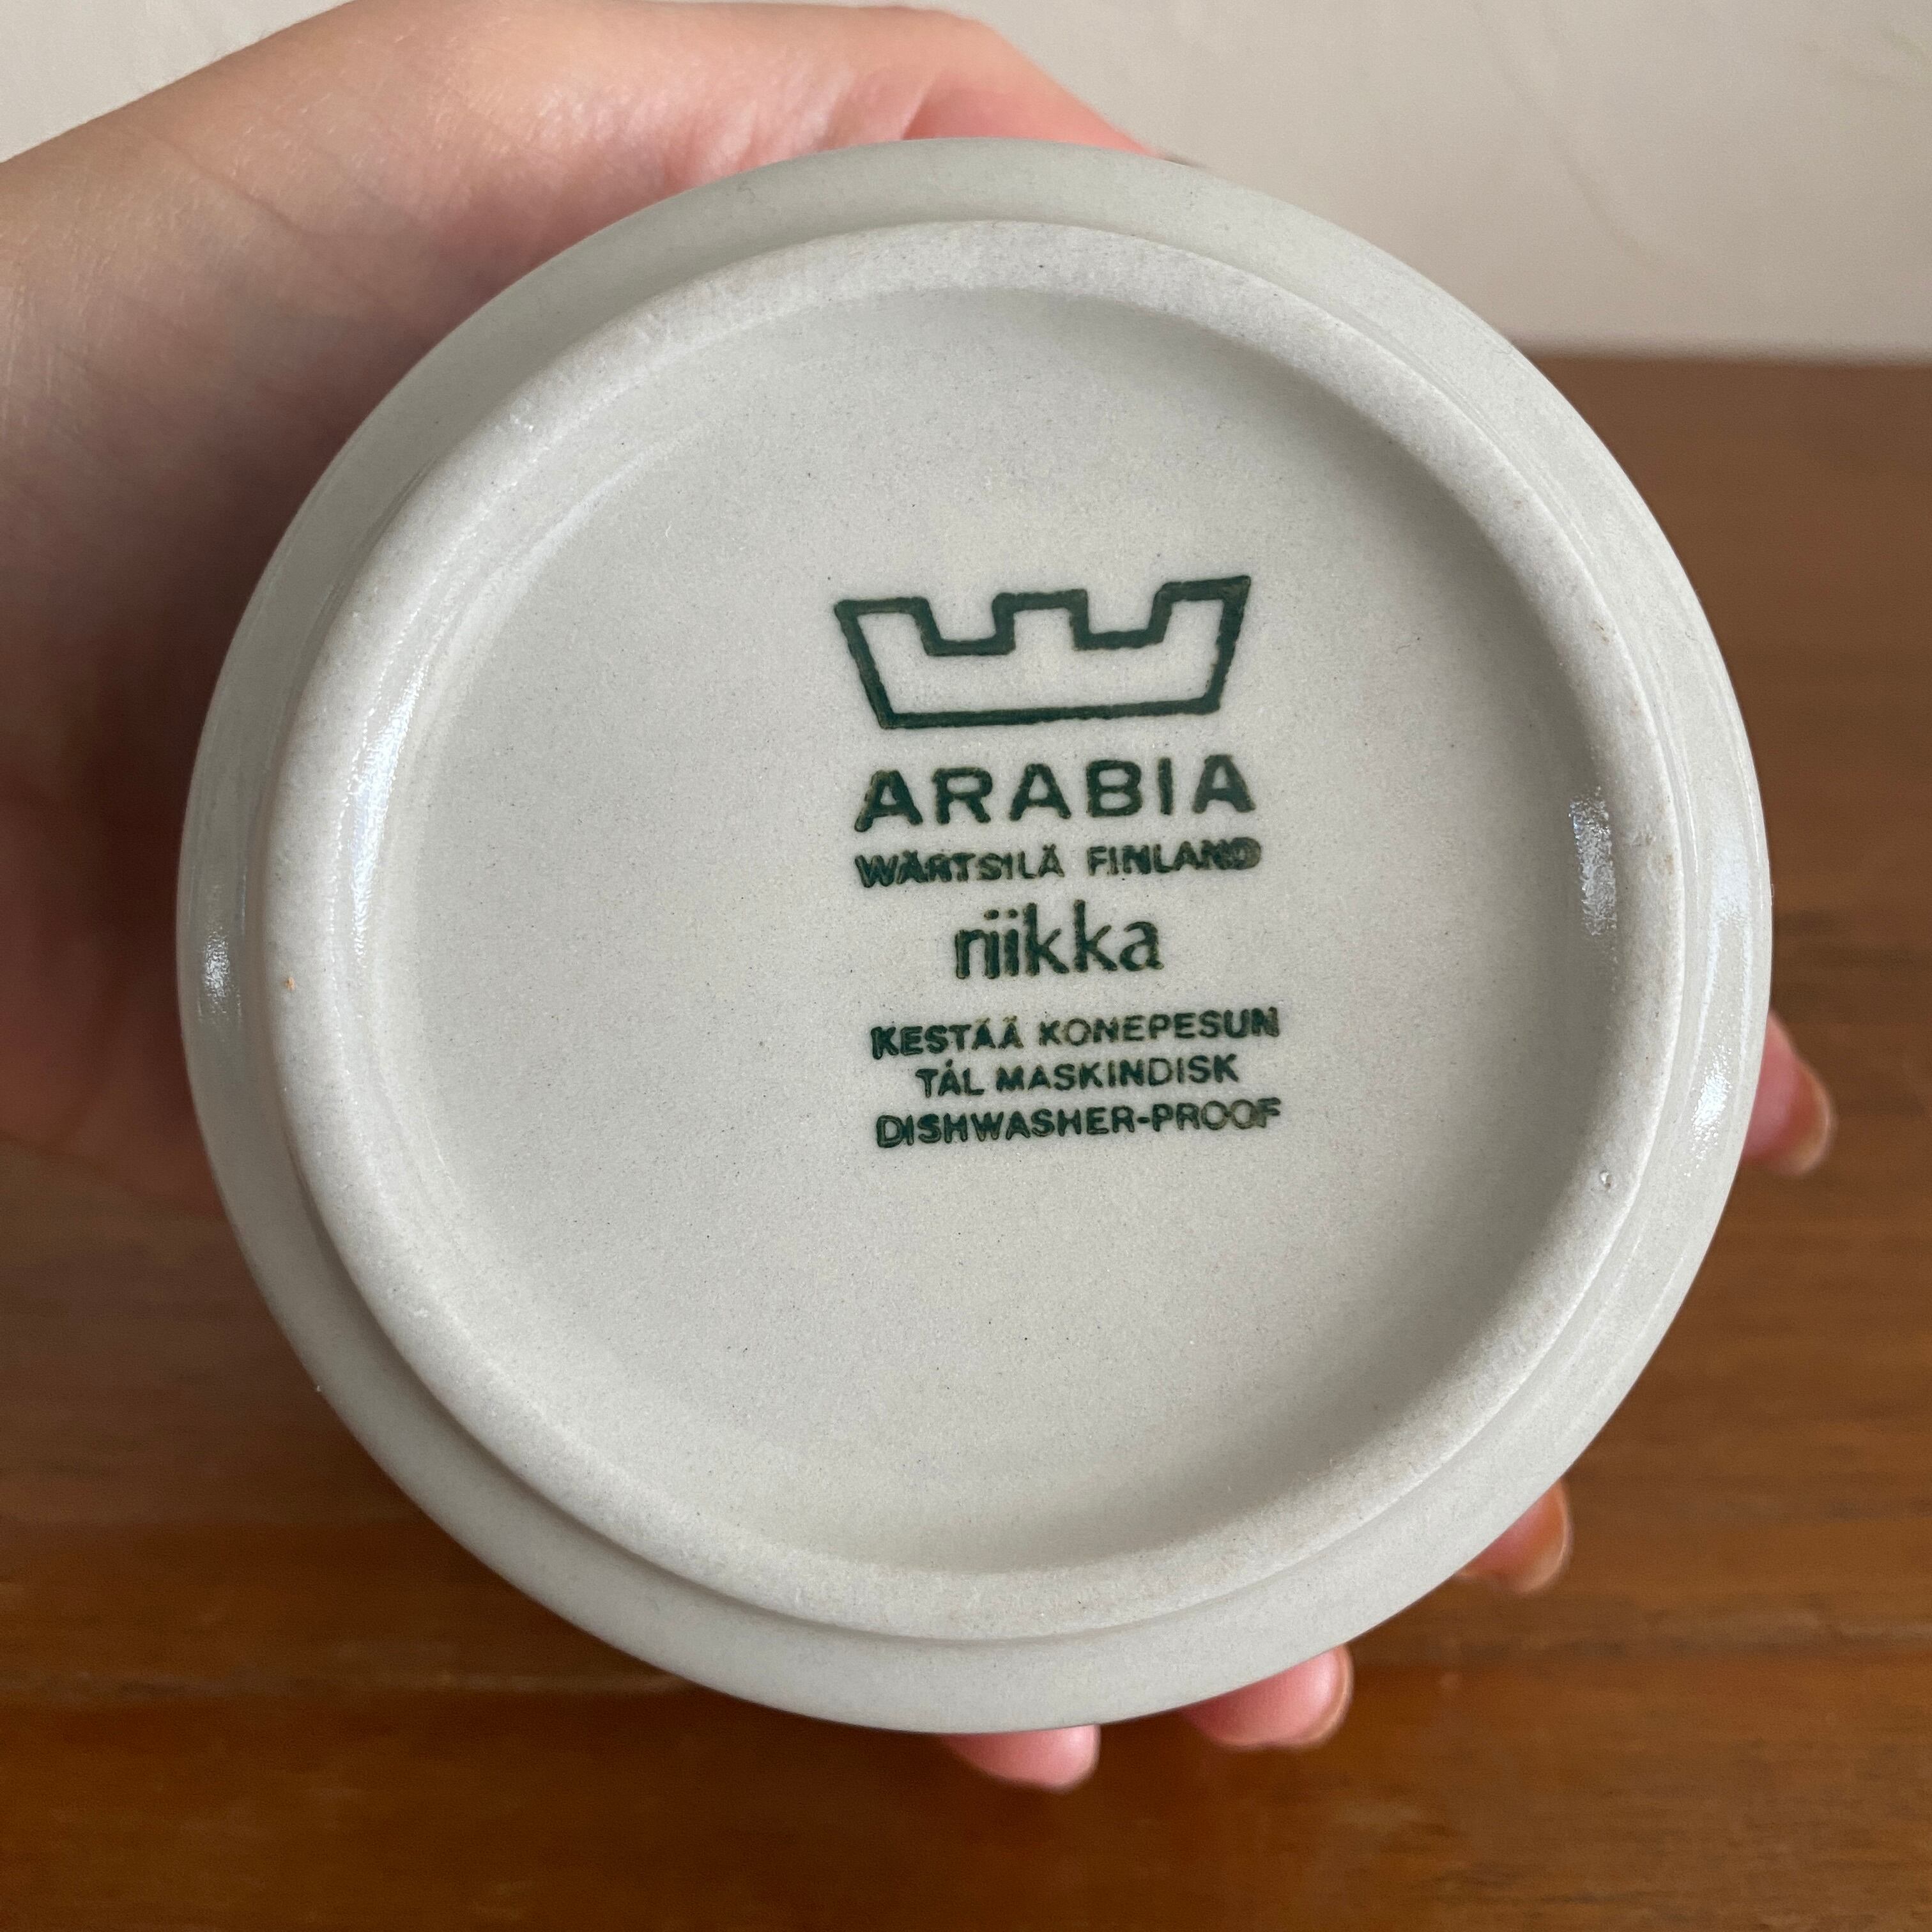 ARABIA
WÄRTSILÄ FINLAND
riikka
KESTÄÄ KONEPESUN
TÅL MASKINDISK
DISHWASHER-PROOF